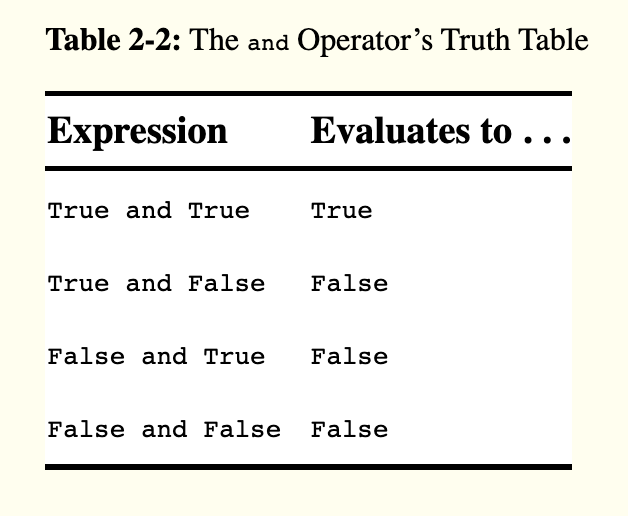 Table 2-2: The and Operator’s Truth Table
Expression Evaluates to . . .
True and True True
True and False False
False and True False
False and False False